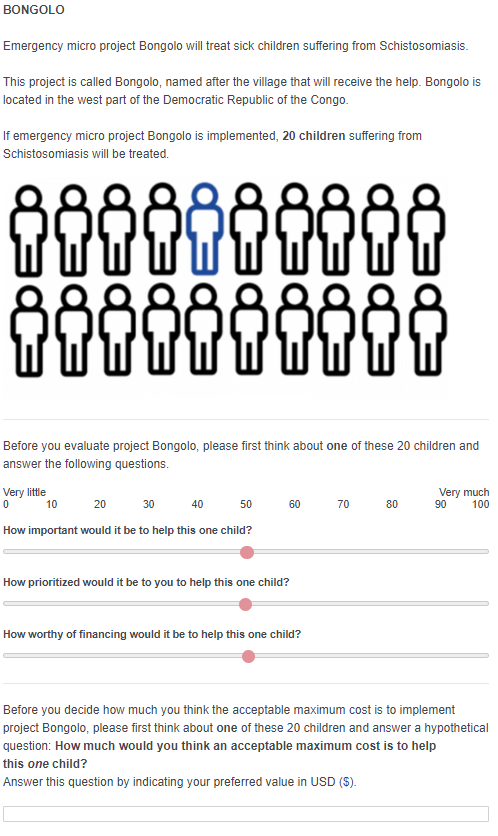 BONGOLO
Emergency micro project Bongolo will treat sick children suffering from Schistosomiasis.
This project is called Bongolo, named after the village that will receive the help. Bongolo is
located in the west part of the Democratic Republic of the Congo.
If emergency micro project Bongolo is implemented, 20 children suffering from
Schistosomiasis will be treated.
Before you evaluate project Bongolo, please first think about one of these 20 children and
answer the following questions.
Very little Very much
0 10 20 30 40 50 60 70 80 90 100
How important would it be to help this one child?
How prioritized would it be to you to help this one child?
How worthy of financing would it be to help this one child?
Before you decide how much you think the acceptable maximum cost is to implement
project Bongolo, please first think about one of these 20 children and answer a hypothetical
question: How much would you think an acceptable maximum cost is to help
this one child?
Answer this question by indicating your preferred value in USD ($).